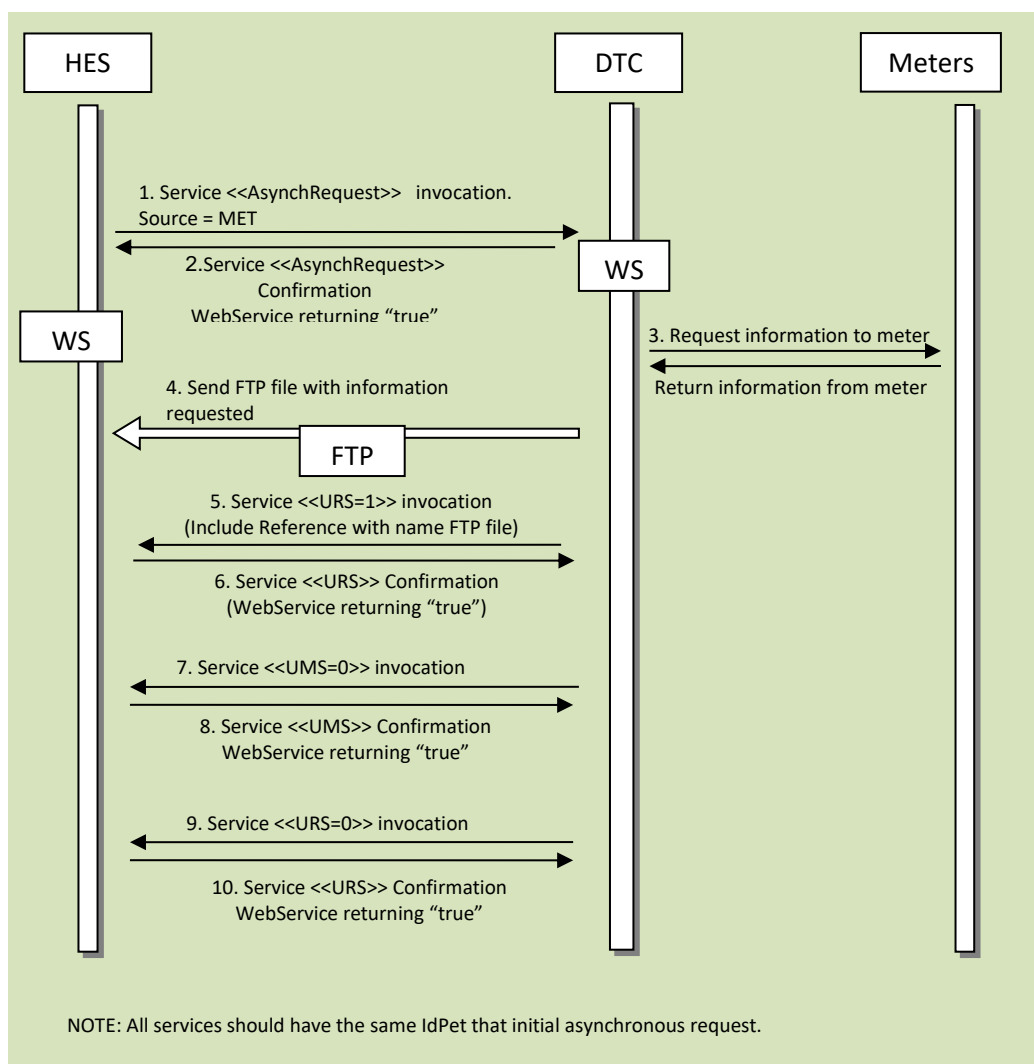 HES
DTC
Meters
1. Service <<AsynchRequest>> invocation.
Source = MET
2.Service <<AsynchRequest>>
Confirmation
WebService returning “true”
WS
WS
3. Request information to meter
Return information from meter
4. Send FTP file with information
requested
FTP
5. Service <<URS=1>> invocation
(Include Reference with name FTP file)
6. Service <<URS>> Confirmation
(WebService returning “true”)
7. Service <<UMS=0>> invocation
8. Service <<UMS>> Confirmation
WebService returning “true”
9. Service <<URS=0>> invocation
10. Service <<URS>> Confirmation
WebService returning “true”
NOTE: All services should have the same IdPet that initial asynchronous request.